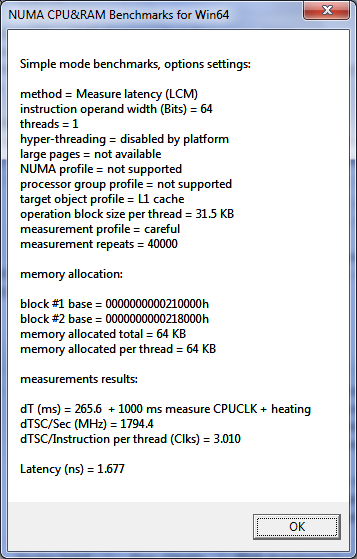 NUMA CPU&RAM Benchmarks for Win64
Simple mode benchmarks, options settings:
method = Measure latency (LCM)
instruction operand width (Bits) = 64
threads = 1
hyper-threading = disabled by platform
large pages = not available
NUMA profile = not supported
processor group profile = not supported
target object profile = L1 cache
operation block size per thread = 31.5 KB
measurement profile = careful
measurement repeats = 40000
memory allocation:
block #1 base = 0000000000210000h
block #2 base = 0000000000218000h
memory allocated total = 64 KB
memory allocated per thread = 64 KB
measurements results:
dT (ms) = 265.6  + 1000 ms measure CPUCLK + heating
dTSC/Sec (MHz) = 1794.4
dTSC/Instruction per thread (Clks) = 3.010
Latency (ns) = 1.677
OK